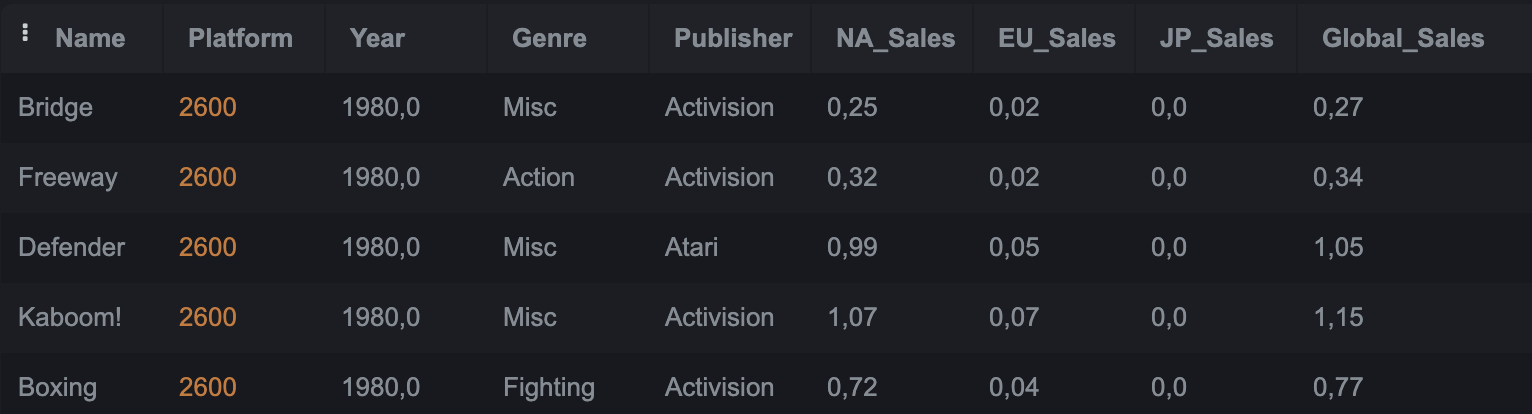 Name Platform Year Genre Publisher NA_Sales EU_Sales JP_Sales Global_Sales
Bridge 2600 1980,0 Misc Activision 0,25 0,02 0,0 0,27
Freeway 2600 1980,0 Action Activision 0,32 0,02 0,0 0,34
Defender 2600 1980,0 Misc Atari 0,99 0,05 0,0 1,05
Kaboom! 2600 1980,0 Misc Activision 1,07 0,07 0,0 1,15
Boxing 2600 1980,0 Fighting Activision 0,72 0,04 0,0 0,77